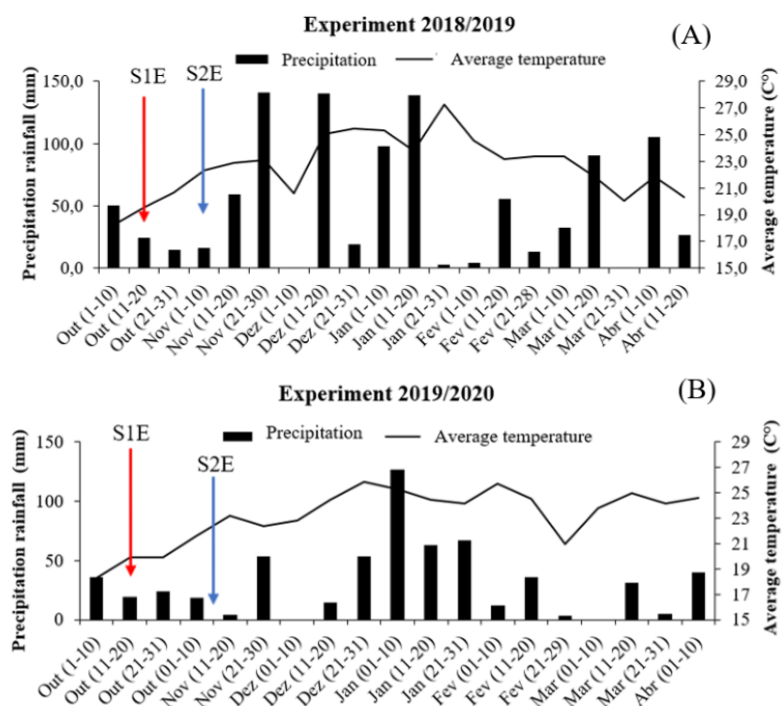 Experiment 2018/2019
(A)
Precipitation
Average temperature
S1E
S2E
Precipitation rainfall (mm)
150,0
100,0
50,0
0,0
29,0
27,0
25,0
23,0
21,0
19,0
17,0
15,0
Average temperature (C°)
Out (1-10)
Out (11-20
Out (21-31)
Nov (1-10)
Nov (11-20)
Nov (21-30)
Dez (1-10)
Dez (11-20)
Dez (21-31)
Jan (1-10)
Jan (11-20)
Jan (21-31)
Fev (1-10)
Fev (11-20)
Fev (21-28)
Mar (1-10)
Mar (11-20)
Mar (21-31)
Abr (1-10)
Abr (11-20)
Experiment 2019/2020
(B)
Precipitation
Average temperature
S1E
S2E
Precipitation rainfall (mm)
150
100
50
0
29
27
25
23
21
19
17
15
Average temperature (C°)
Out (1-10)
Out (11-20)
Out (21-31)
Out (01-10)
Nov (11-20)
Nov (21-30)
Dez (01-10)
Dez (11-20)
Dez (21-31)
Jan (01-10)
Jan (11-20)
Jan (21-31)
Fev (01-10)
Fev (11-20)
Fev (21-29)
Mar (01-10)
Mar (11-20)
Mar (21-31)
Abr (01-10)